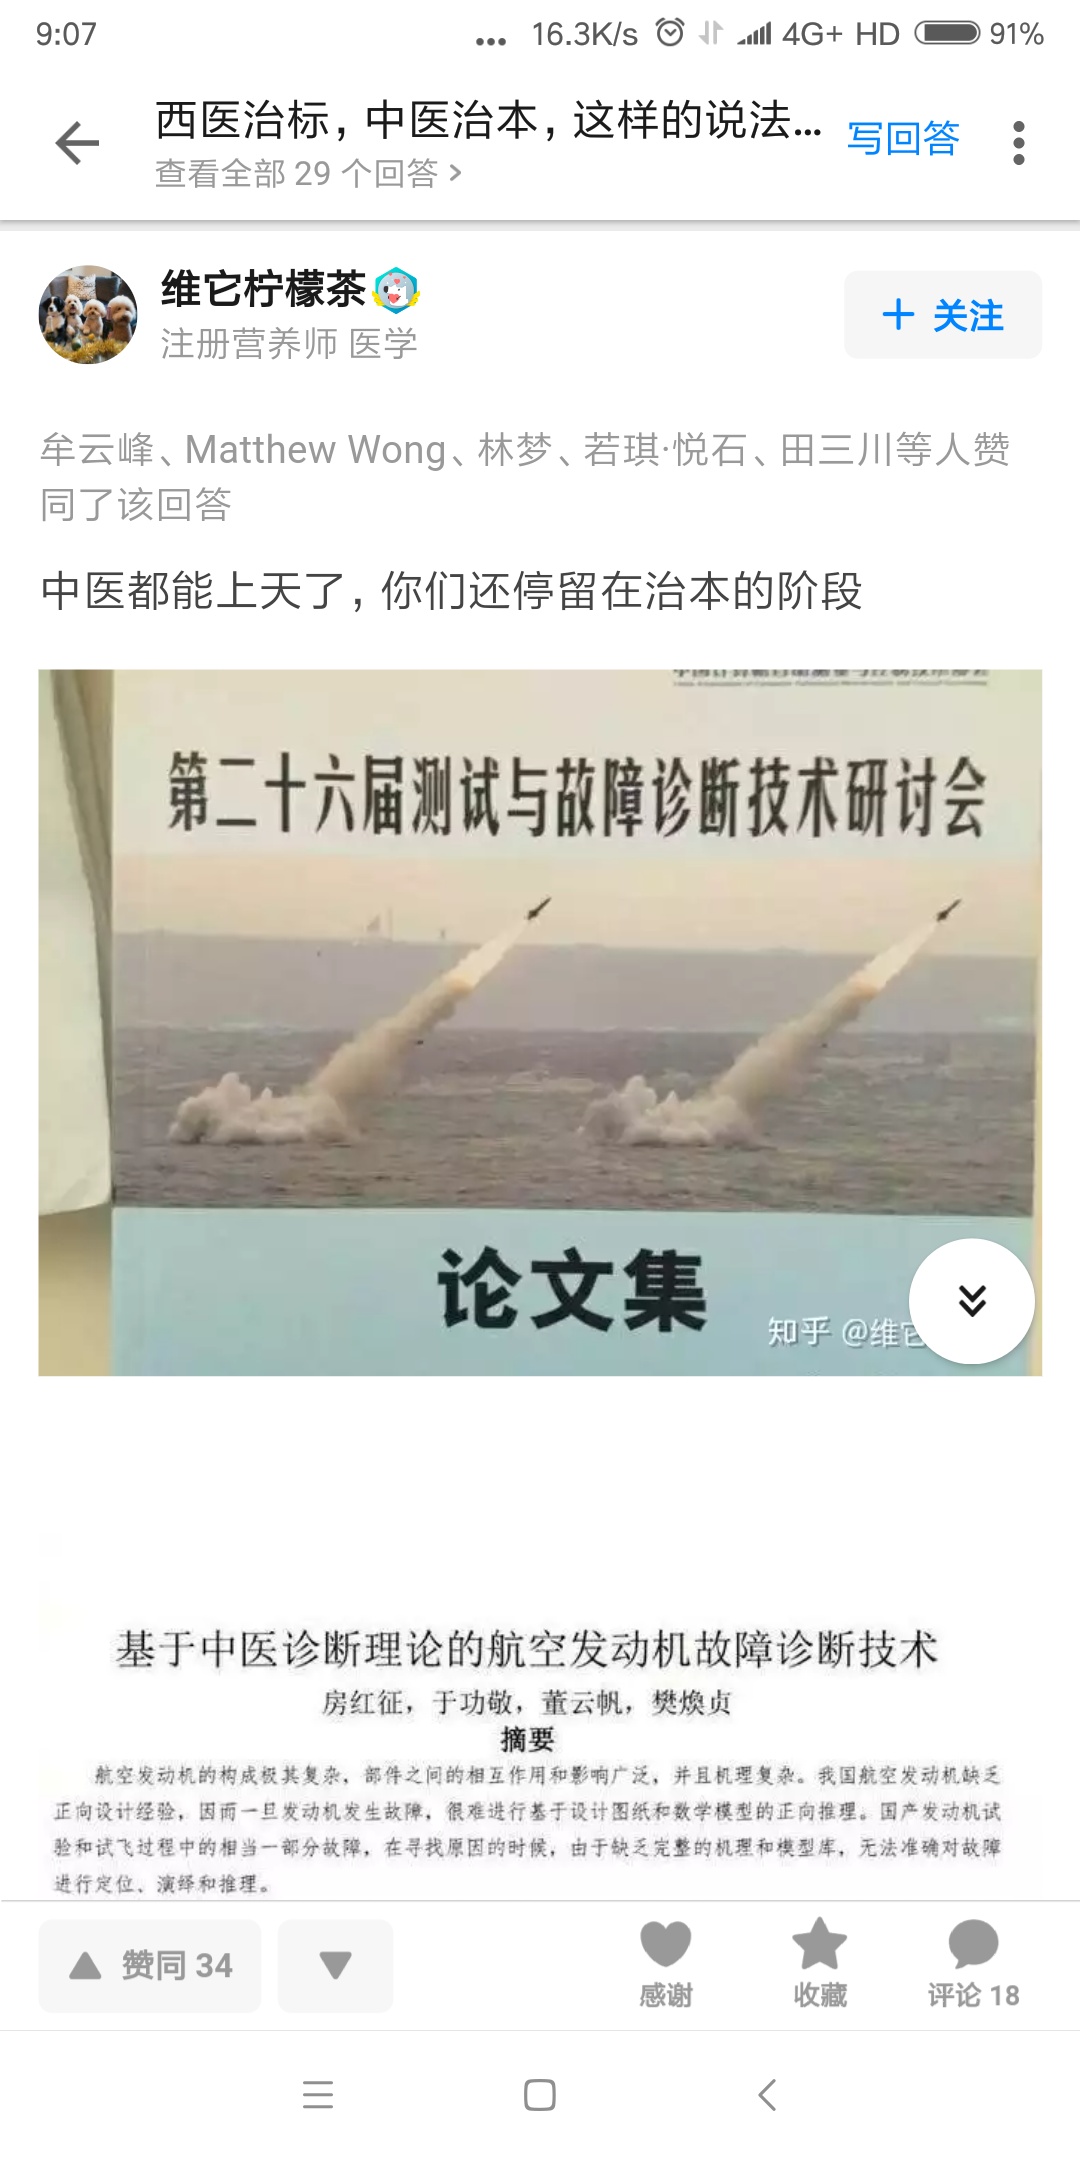 9:07 ... 16.3K/s 4G+ HD 91%
西医治标，中医治本，这样的说法... 写回答
查看全部 29 个回答 >
维它柠檬茶
注册营养师 医学
+ 关注
牟云峰、Matthew Wong、林梦、若琪·悦石、田三川等人赞
同了该回答
中医都能上天了，你们还停留在治本的阶段
第二十六届测试与故障诊断技术研讨会
论文集
知乎 @维它
基于中医诊断理论的航空发动机故障诊断技术
房红征，于功敬，董云帆，樊焕贞
摘要
航空发动机的构成极其复杂，部件之间的相互作用和影响广泛，并且机理复杂。我国航空发动机缺乏
正向设计经验，因而一旦发动机发生故障，很难进行基于设计图纸和数学模型的正向推理。国产发动机试
验和试飞过程中的相当一部分故障，在寻找原因的时候，由于缺乏完整的机理和模型库，无法准确对故障
进行定位、演绎和推理。
赞同 34
感谢 收藏 评论 18